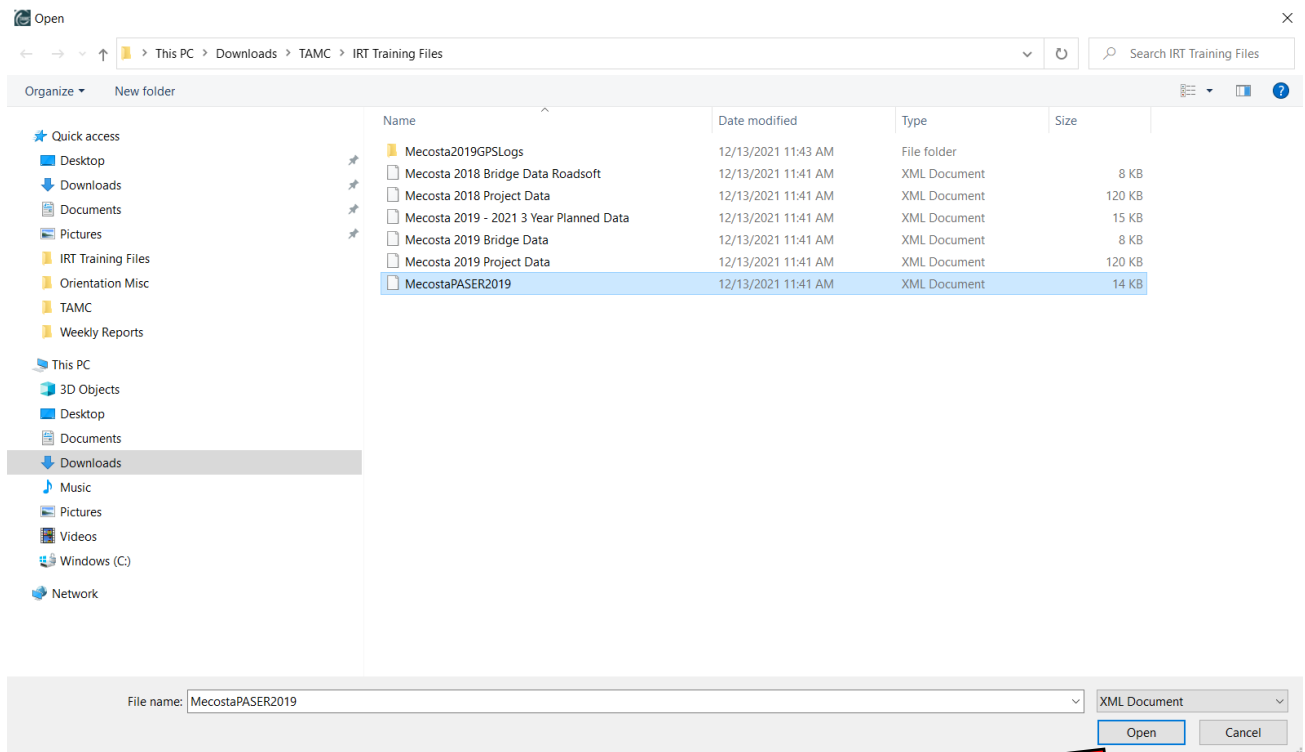 Open
This PC > Downloads > TAMC > IRT Training Files
Search IRT Training Files
Organize
New folder
?
Quick access
Desktop
Downloads
Documents
Pictures
IRT Training Files
Orientation Misc
TAMC
Weekly Reports
This PC
3D Objects
Desktop
Documents
Downloads
Music
Pictures
Videos
Windows (C:)
Network
Name Date modified Type Size
Mecosta2019GPSLogs 12/13/2021 11:43 AM File folder
Mecosta 2018 Bridge Data Roadsoft 12/13/2021 11:41 AM XML Document 8 KB
Mecosta 2018 Project Data 12/13/2021 11:41 AM XML Document 120 KB
Mecosta 2019 - 2021 3 Year Planned Data 12/13/2021 11:41 AM XML Document 15 KB
Mecosta 2019 Bridge Data 12/13/2021 11:41 AM XML Document 8 KB
Mecosta 2019 Project Data 12/13/2021 11:41 AM XML Document 120 KB
MecostaPASER2019 12/13/2021 11:41 AM XML Document 14 KB
File name: MecostaPASER2019
XML Document
Open
Cancel